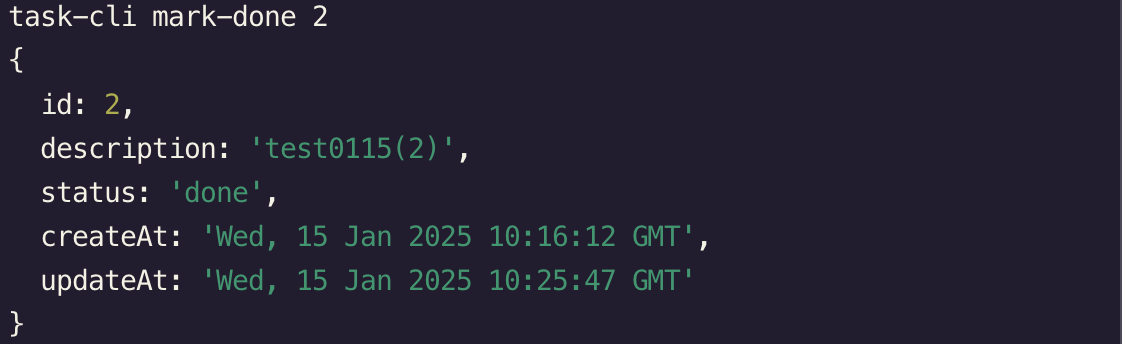 task-cli mark-done 2
{
  id: 2,
  description: 'test0115(2)',
  status: 'done',
  createAt: 'Wed, 15 Jan 2025 10:16:12 GMT',
  updateAt: 'Wed, 15 Jan 2025 10:25:47 GMT'
}